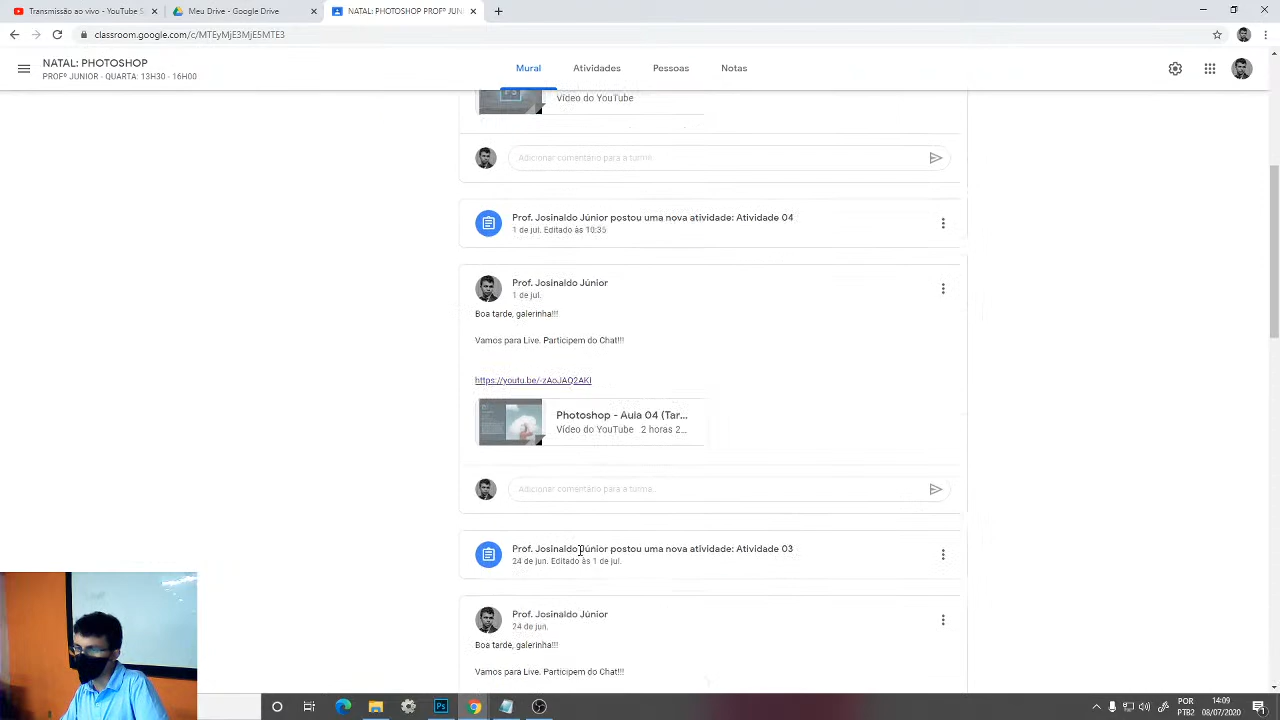 Transmissão ao vivo - YouTube S
Meu Drive - Google Drive
NATAL: PHOTOSHOP PROFº JUN
classroom.google.com/c/MTEyMjE3MjE5MTE3
NATAL: PHOTOSHOP
PROFº JUNIOR - QUARTA: 13H30 - 16H00
Mural
Atividades
Pessoas
Notas
Vídeo do YouTube
Adicionar comentário para a turma
Prof. Josinaldo Júnior postou uma nova atividade: Atividade 04
1 de jul. Editado às 10:35
Prof. Josinaldo Júnior
1 de jul.
Boa tarde, galerinha!!!
Vamos para Live. Participem do Chat!!!
https://youtu.be/-zAoJAQ2AKI
Photoshop - Aula 04 (Tar...
Vídeo do YouTube 2 horas 2...
Adicionar comentário para a turma
Prof. Josinaldo Júnior postou uma nova atividade: Atividade 03
24 de jun. Editado às 1 de jul.
Prof. Josinaldo Júnior
24 de jun.
Boa tarde, galerinha!!!
Vamos para Live. Participem do Chat!!!
Ps
POR
PTB2
14:09
08/07/2020